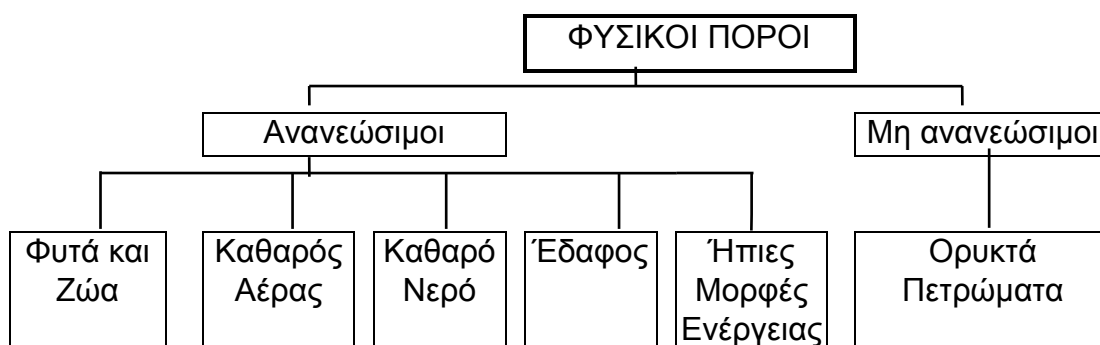 ΦΥΣΙΚΟΙ ΠΟΡΟΙ
Ανανεώσιμοι
Μη ανανεώσιμοι
Φυτά και
Ζώα
Καθαρός
Αέρας
Καθαρό
Νερό
Έδαφος
Ήπιες
Μορφές
Ενέργειας
Ορυκτά
Πετρώματα